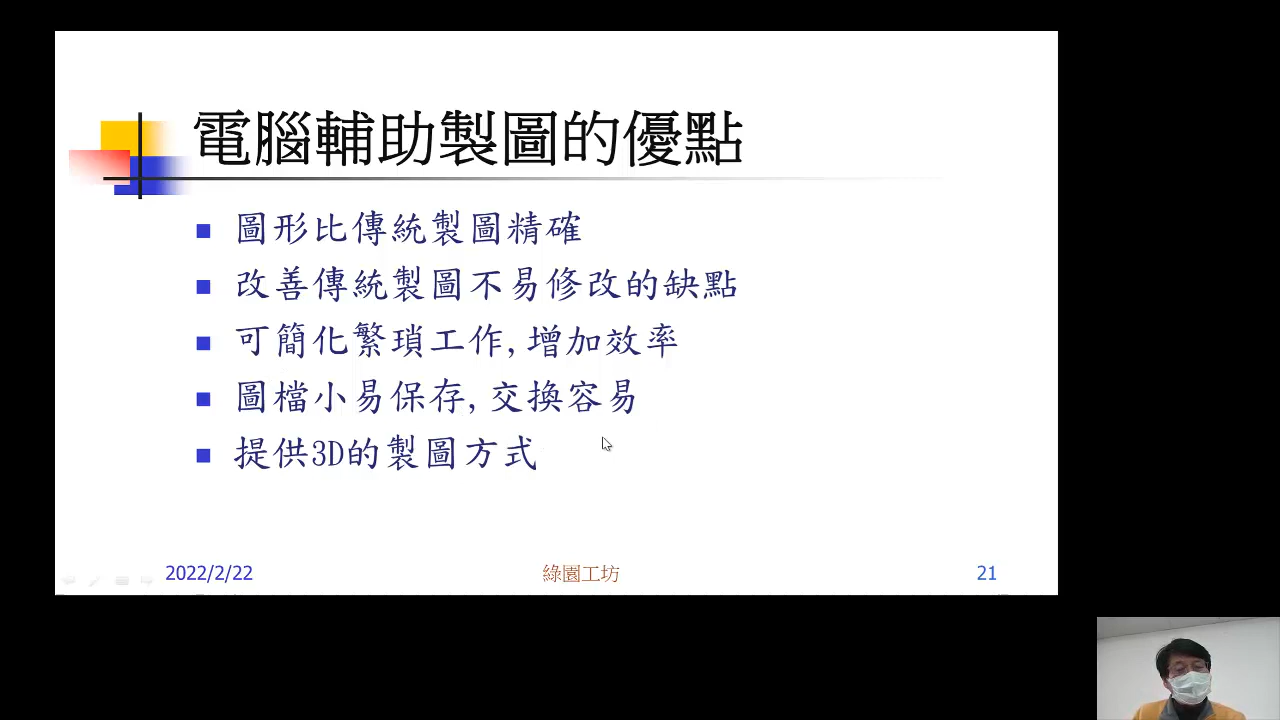 電腦輔助製圖的優點
圖形比傳統製圖精確
改善傳統製圖不易修改的缺點
可簡化繁瑣工作,增加效率
圖檔小易保存,交換容易
提供3D的製圖方式
2022/2/22
綠園工坊
21